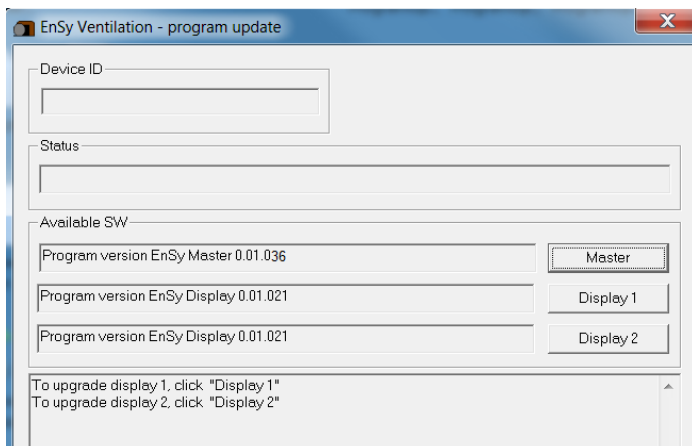 EnSy Ventilation - program update
Device ID
Status
Available SW
Program version EnSy Master 0.01.036
Master
Program version EnSy Display 0.01.021
Display 1
Program version EnSy Display 0.01.021
Display 2
To upgrade display 1, click "Display 1"
To upgrade display 2, click "Display 2"